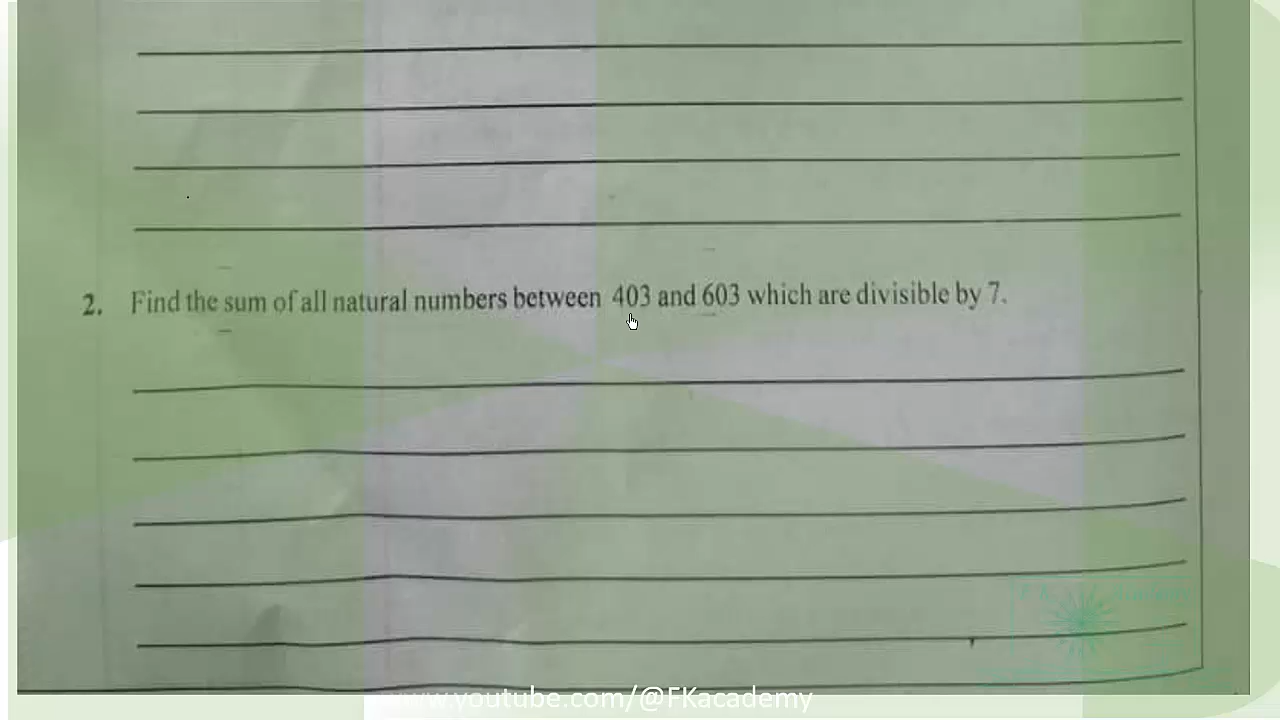 2. Find the sum of all natural numbers between 403 and 603 which are divisible by 7.
www.youtube.com/@FKacademy